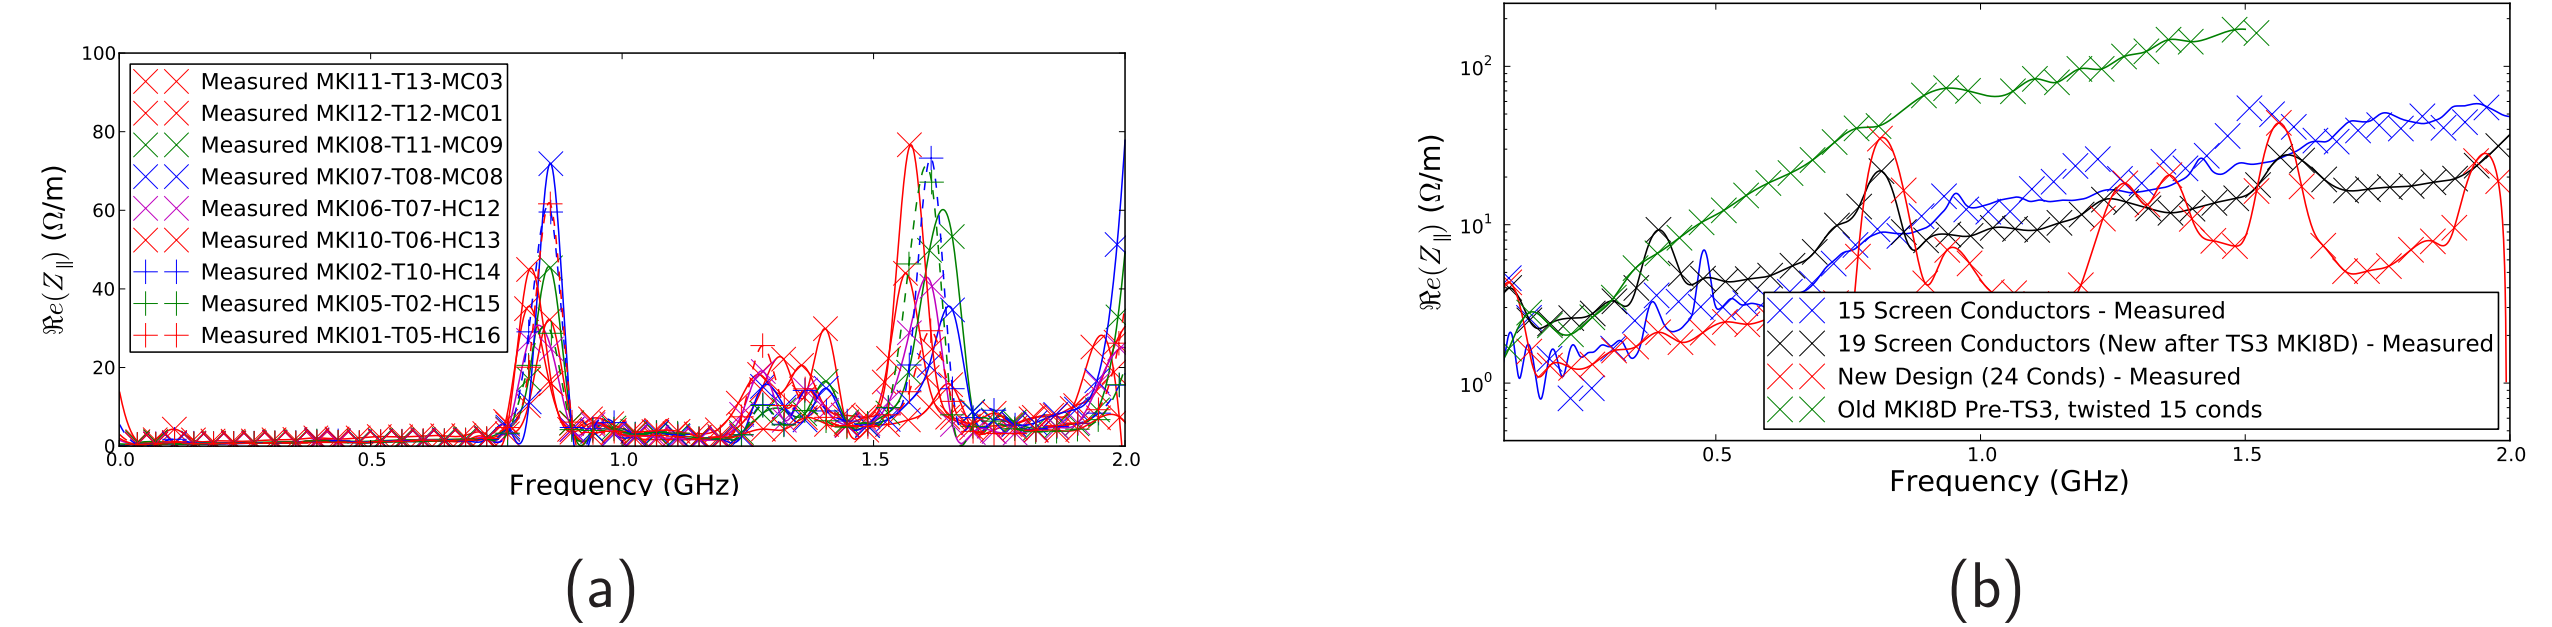 100
80
60
40
20
0
0.0 0.5 1.0 1.5 2.0
ℜe(Z∥) (Ω/m)
Frequency (GHz)
Measured MKI11-T13-MC03
Measured MKI12-T12-MC01
Measured MKI08-T11-MC09
Measured MKI07-T08-MC08
Measured MKI06-T07-HC12
Measured MKI10-T06-HC13
Measured MKI02-T10-HC14
Measured MKI05-T02-HC15
Measured MKI01-T05-HC16
(a)
10²
10¹
10⁰
0.5 1.0 1.5 2.0
ℜe(Z∥) (Ω/m)
Frequency (GHz)
15 Screen Conductors - Measured
19 Screen Conductors (New after TS3 MKI8D) - Measured
New Design (24 Conds) - Measured
Old MKI8D Pre-TS3, twisted 15 conds
(b)